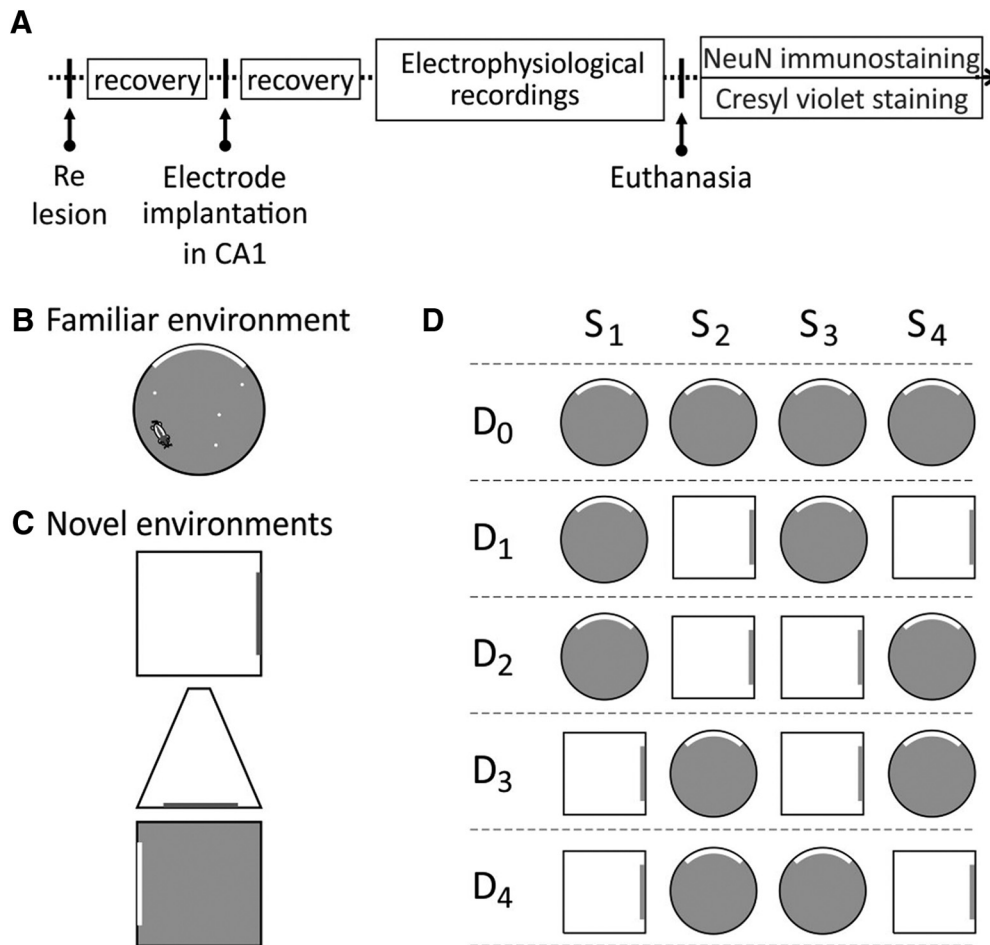 A
recovery
recovery
Electrophysiological
recordings
NeuN immunostaining
Cresyl violet staining
Re
lesion
Electrode
implantation
in CA1
Euthanasia
B Familiar environment
C Novel environments
D S1 S2 S3 S4
D0
D1
D2
D3
D4